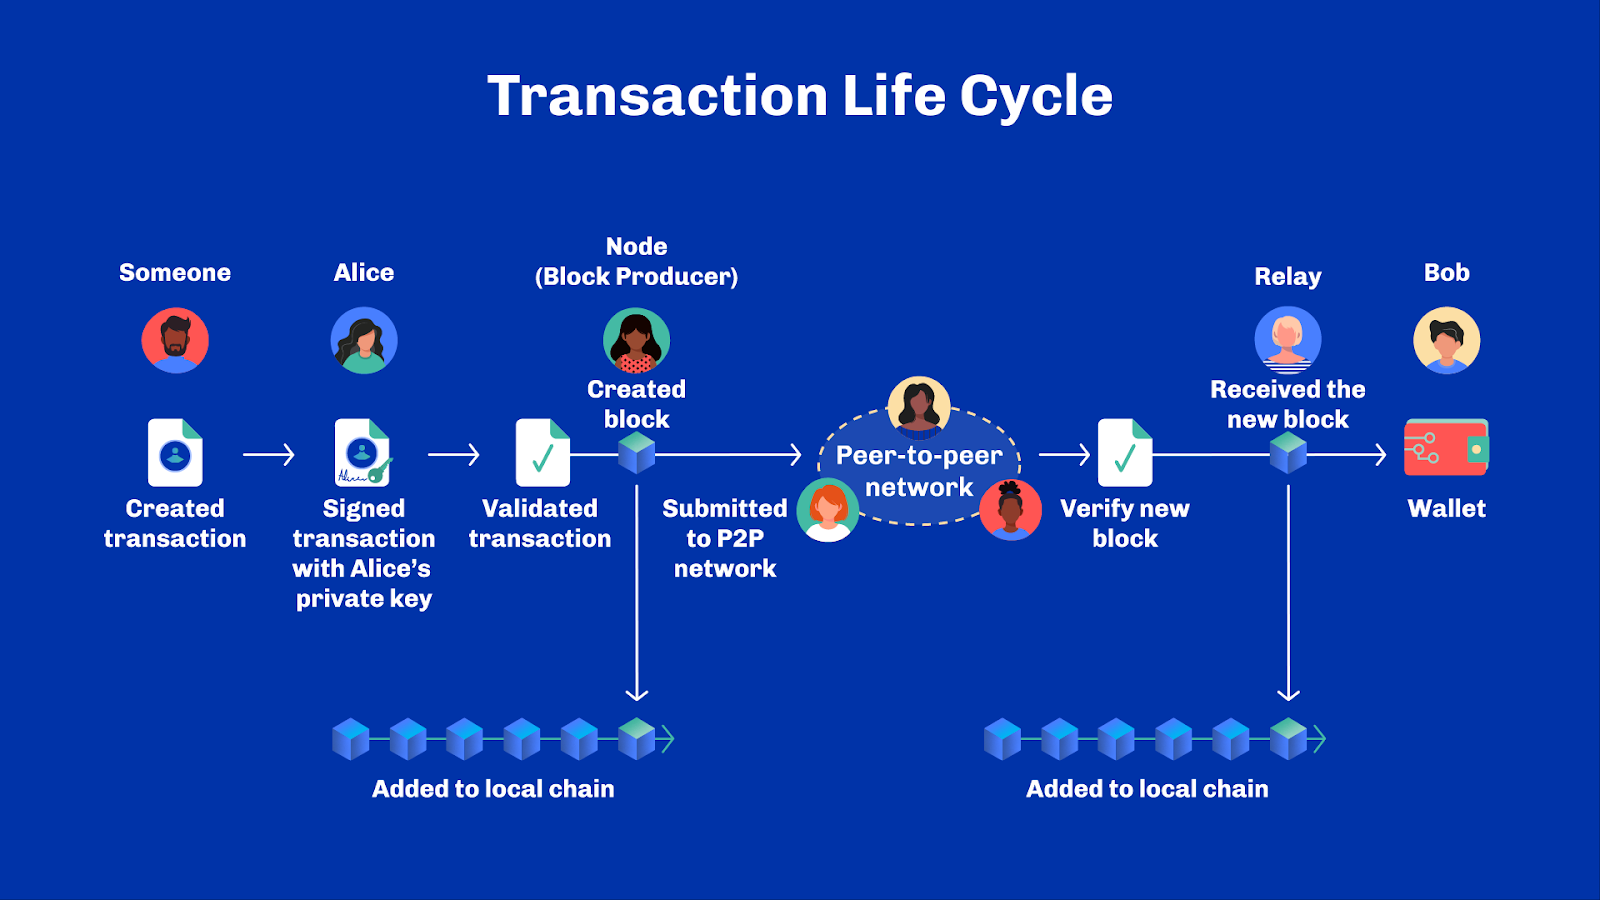 Transaction Life Cycle
Someone
Created
transaction
Alice
Signed
transaction
with Alice’s
private key
Node
(Block Producer)
Created
block
Validated
transaction
Submitted
to P2P
network
Peer-to-peer
network
Verify new
block
Relay
Received the
new block
Bob
Wallet
Added to local chain
Added to local chain